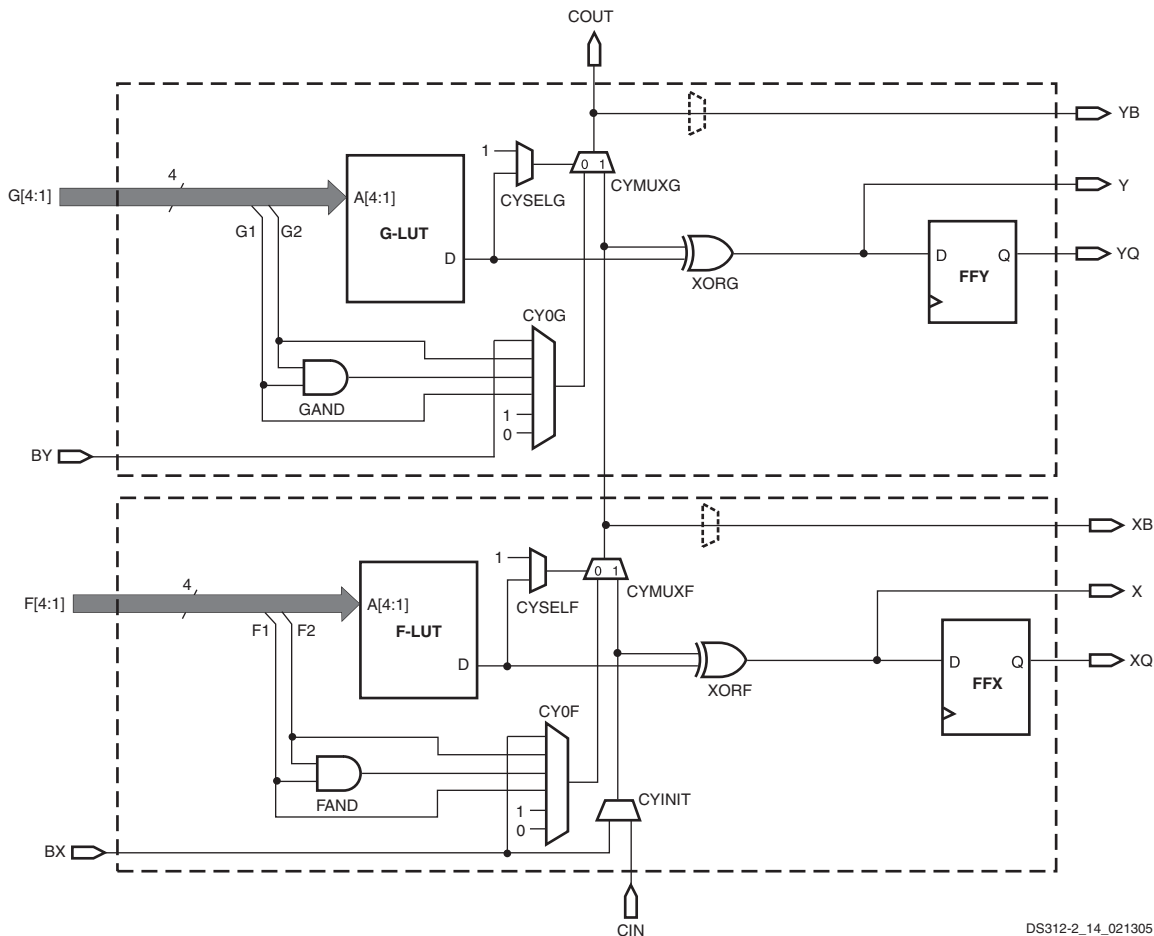 COUT
YB
1
0 1
CYMUXG
CYSELG
4
G[4:1]
A[4:1]
Y
G1
G2
G-LUT
D
XORG
D
Q
FFY
YQ
CY0G
GAND
1
0
BY
XB
1
0 1
CYMUXF
CYSELF
4
F[4:1]
A[4:1]
X
F1
F2
F-LUT
D
XORF
D
Q
FFX
XQ
CY0F
FAND
1
0
CYINIT
BX
CIN
DS312-2_14_021305